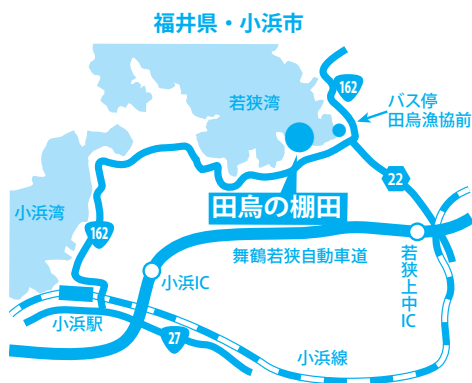 福井県・小浜市
若狭湾
162
バス停
田烏漁協前
22
田烏の棚田
小浜湾
162
舞鶴若狭自動車道
若狭上中IC
小浜IC
小浜駅
27
小浜線